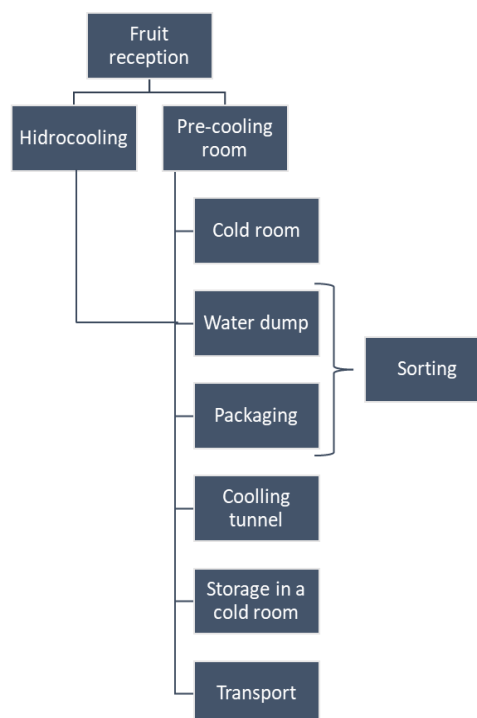 Fruit
reception
Hidrocooling
Pre-cooling
room
Cold room
Water dump
Sorting
Packaging
Coolling
tunnel
Storage in a
cold room
Transport